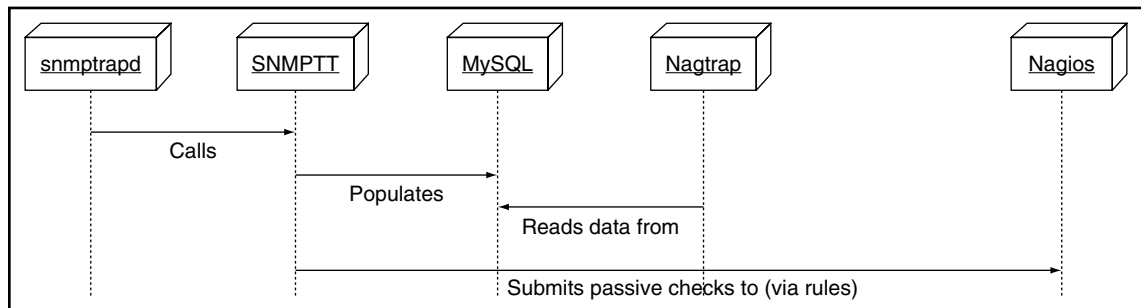 snmptrapd
SNMPTT
MySQL
Nagtrap
Nagios
Calls
Populates
Reads data from
Submits passive checks to (via rules)